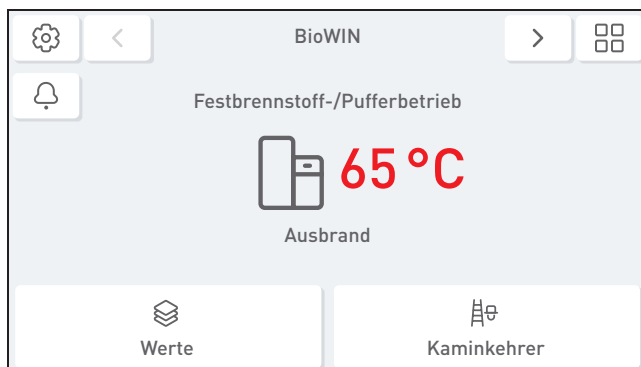 BioWIN
Festbrennstoff-/Pufferbetrieb
65 °C
Ausbrand
Werte
Kaminkehrer